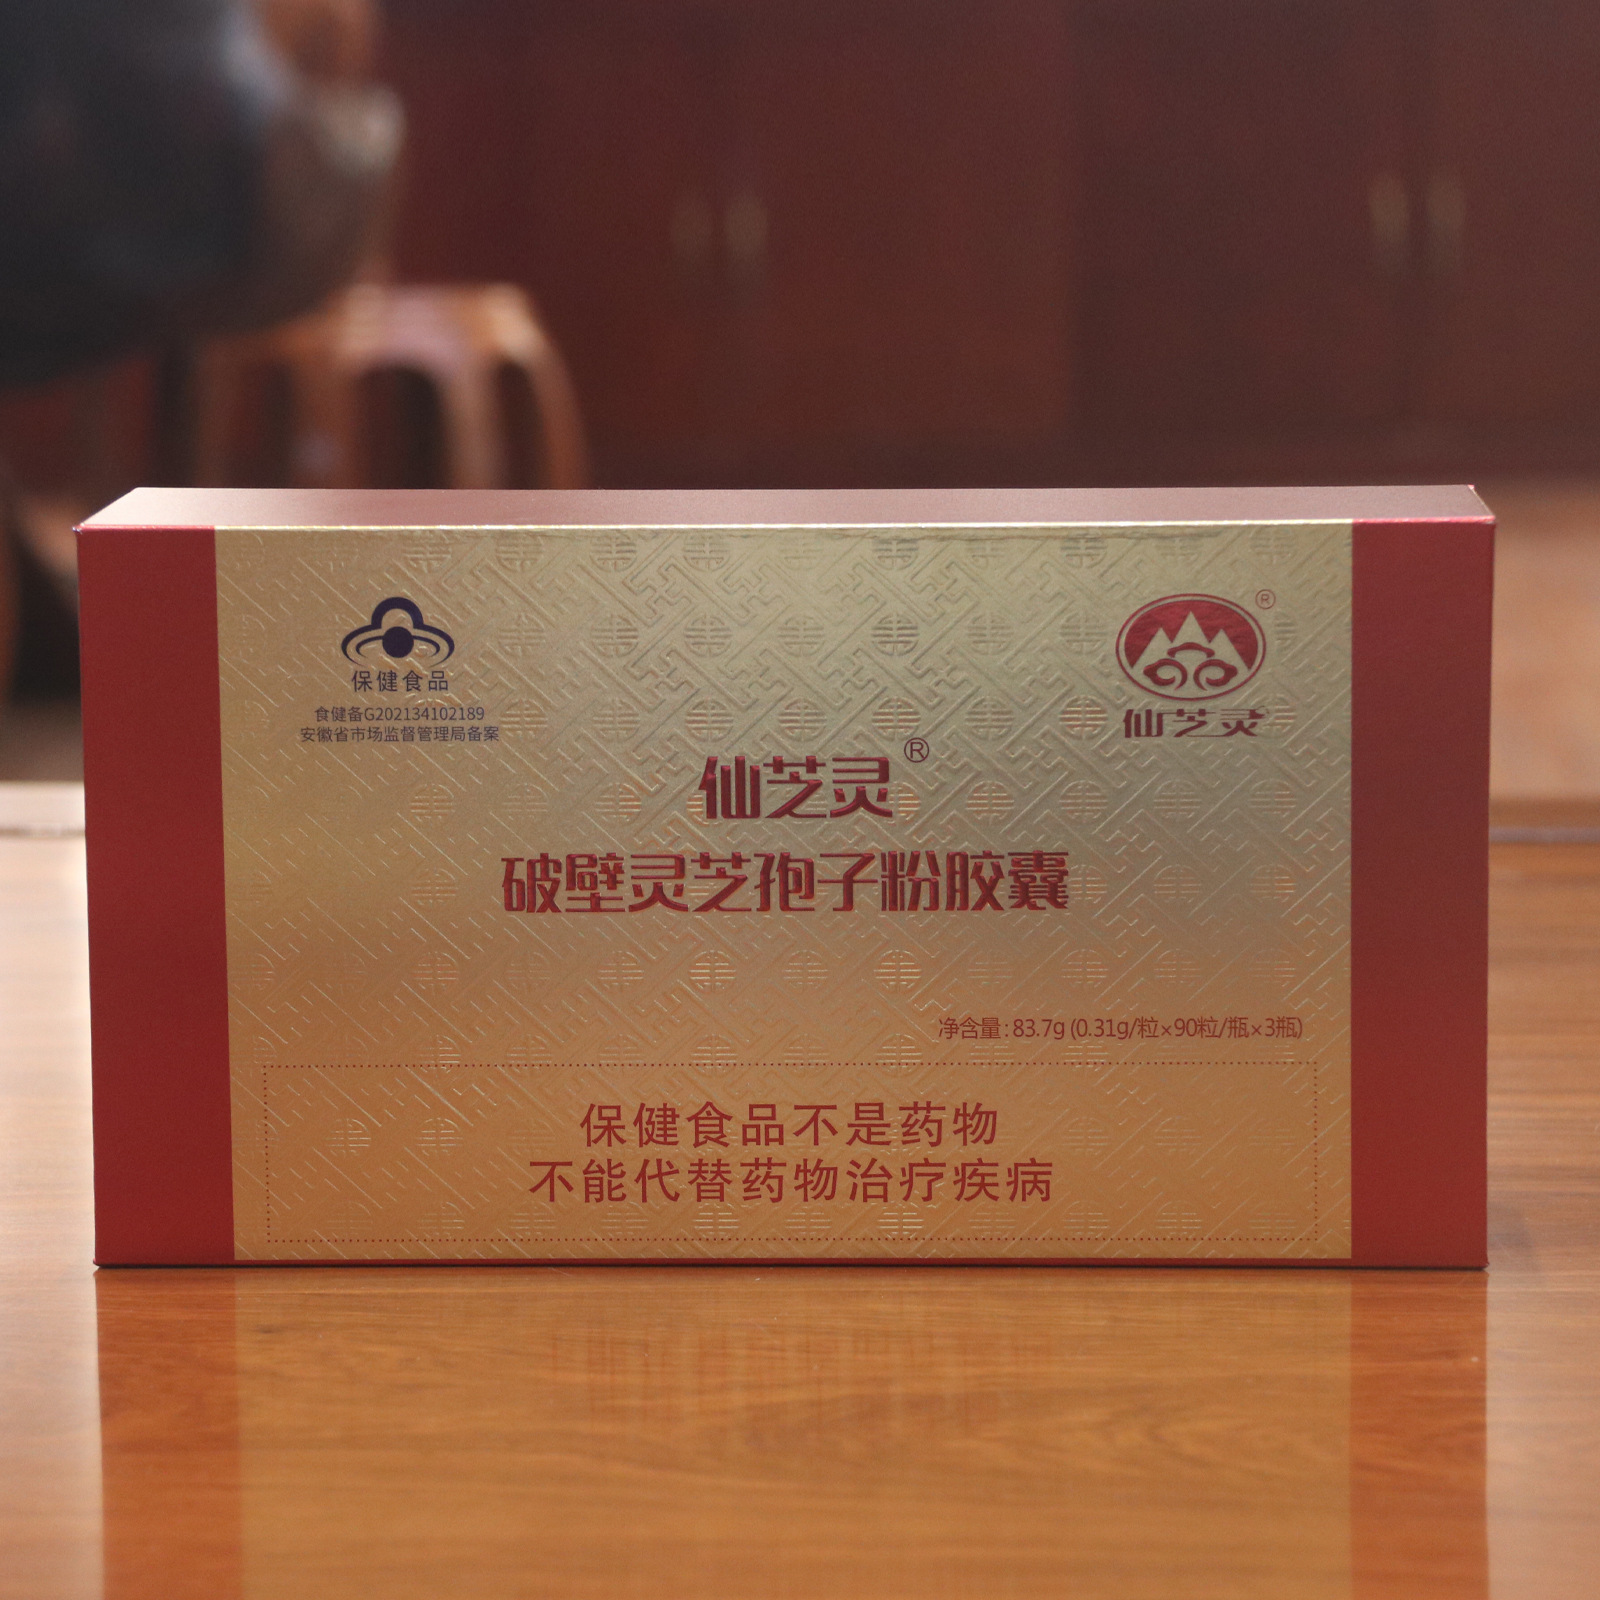 保健食品
食健备G202134102189
安徽省市场监督管理局备案
®
仙芝灵
仙芝灵®
破壁灵芝孢子粉胶囊
净含量:83.7g (0.31g/粒×90粒/瓶×3瓶)
保健食品不是药物
不能代替药物治疗疾病